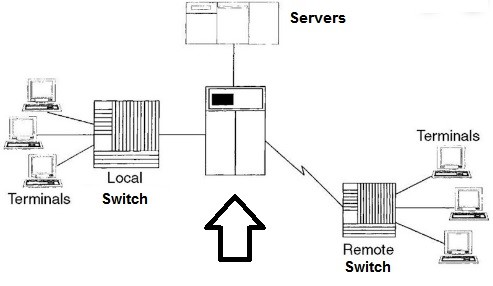 Servers
Terminals
Local
Switch
Terminals
Remote
Switch